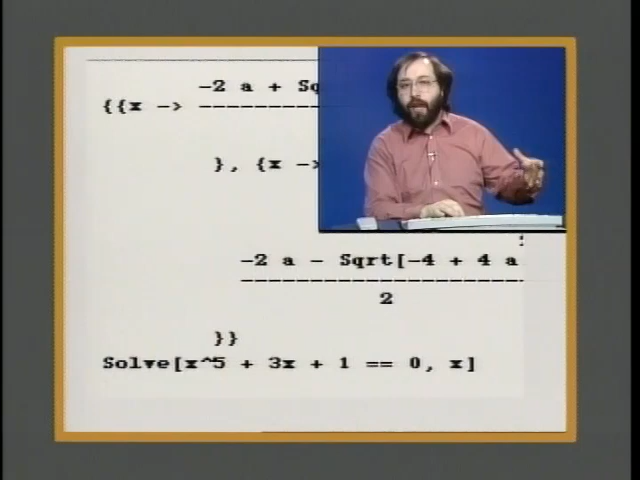 -2 a + Sq
{{x -> ----------
}, {x ->
-2 a - Sqrt[-4 + 4 a
-----------------------
2
}}
Solve[x^5 + 3x + 1 == 0, x]